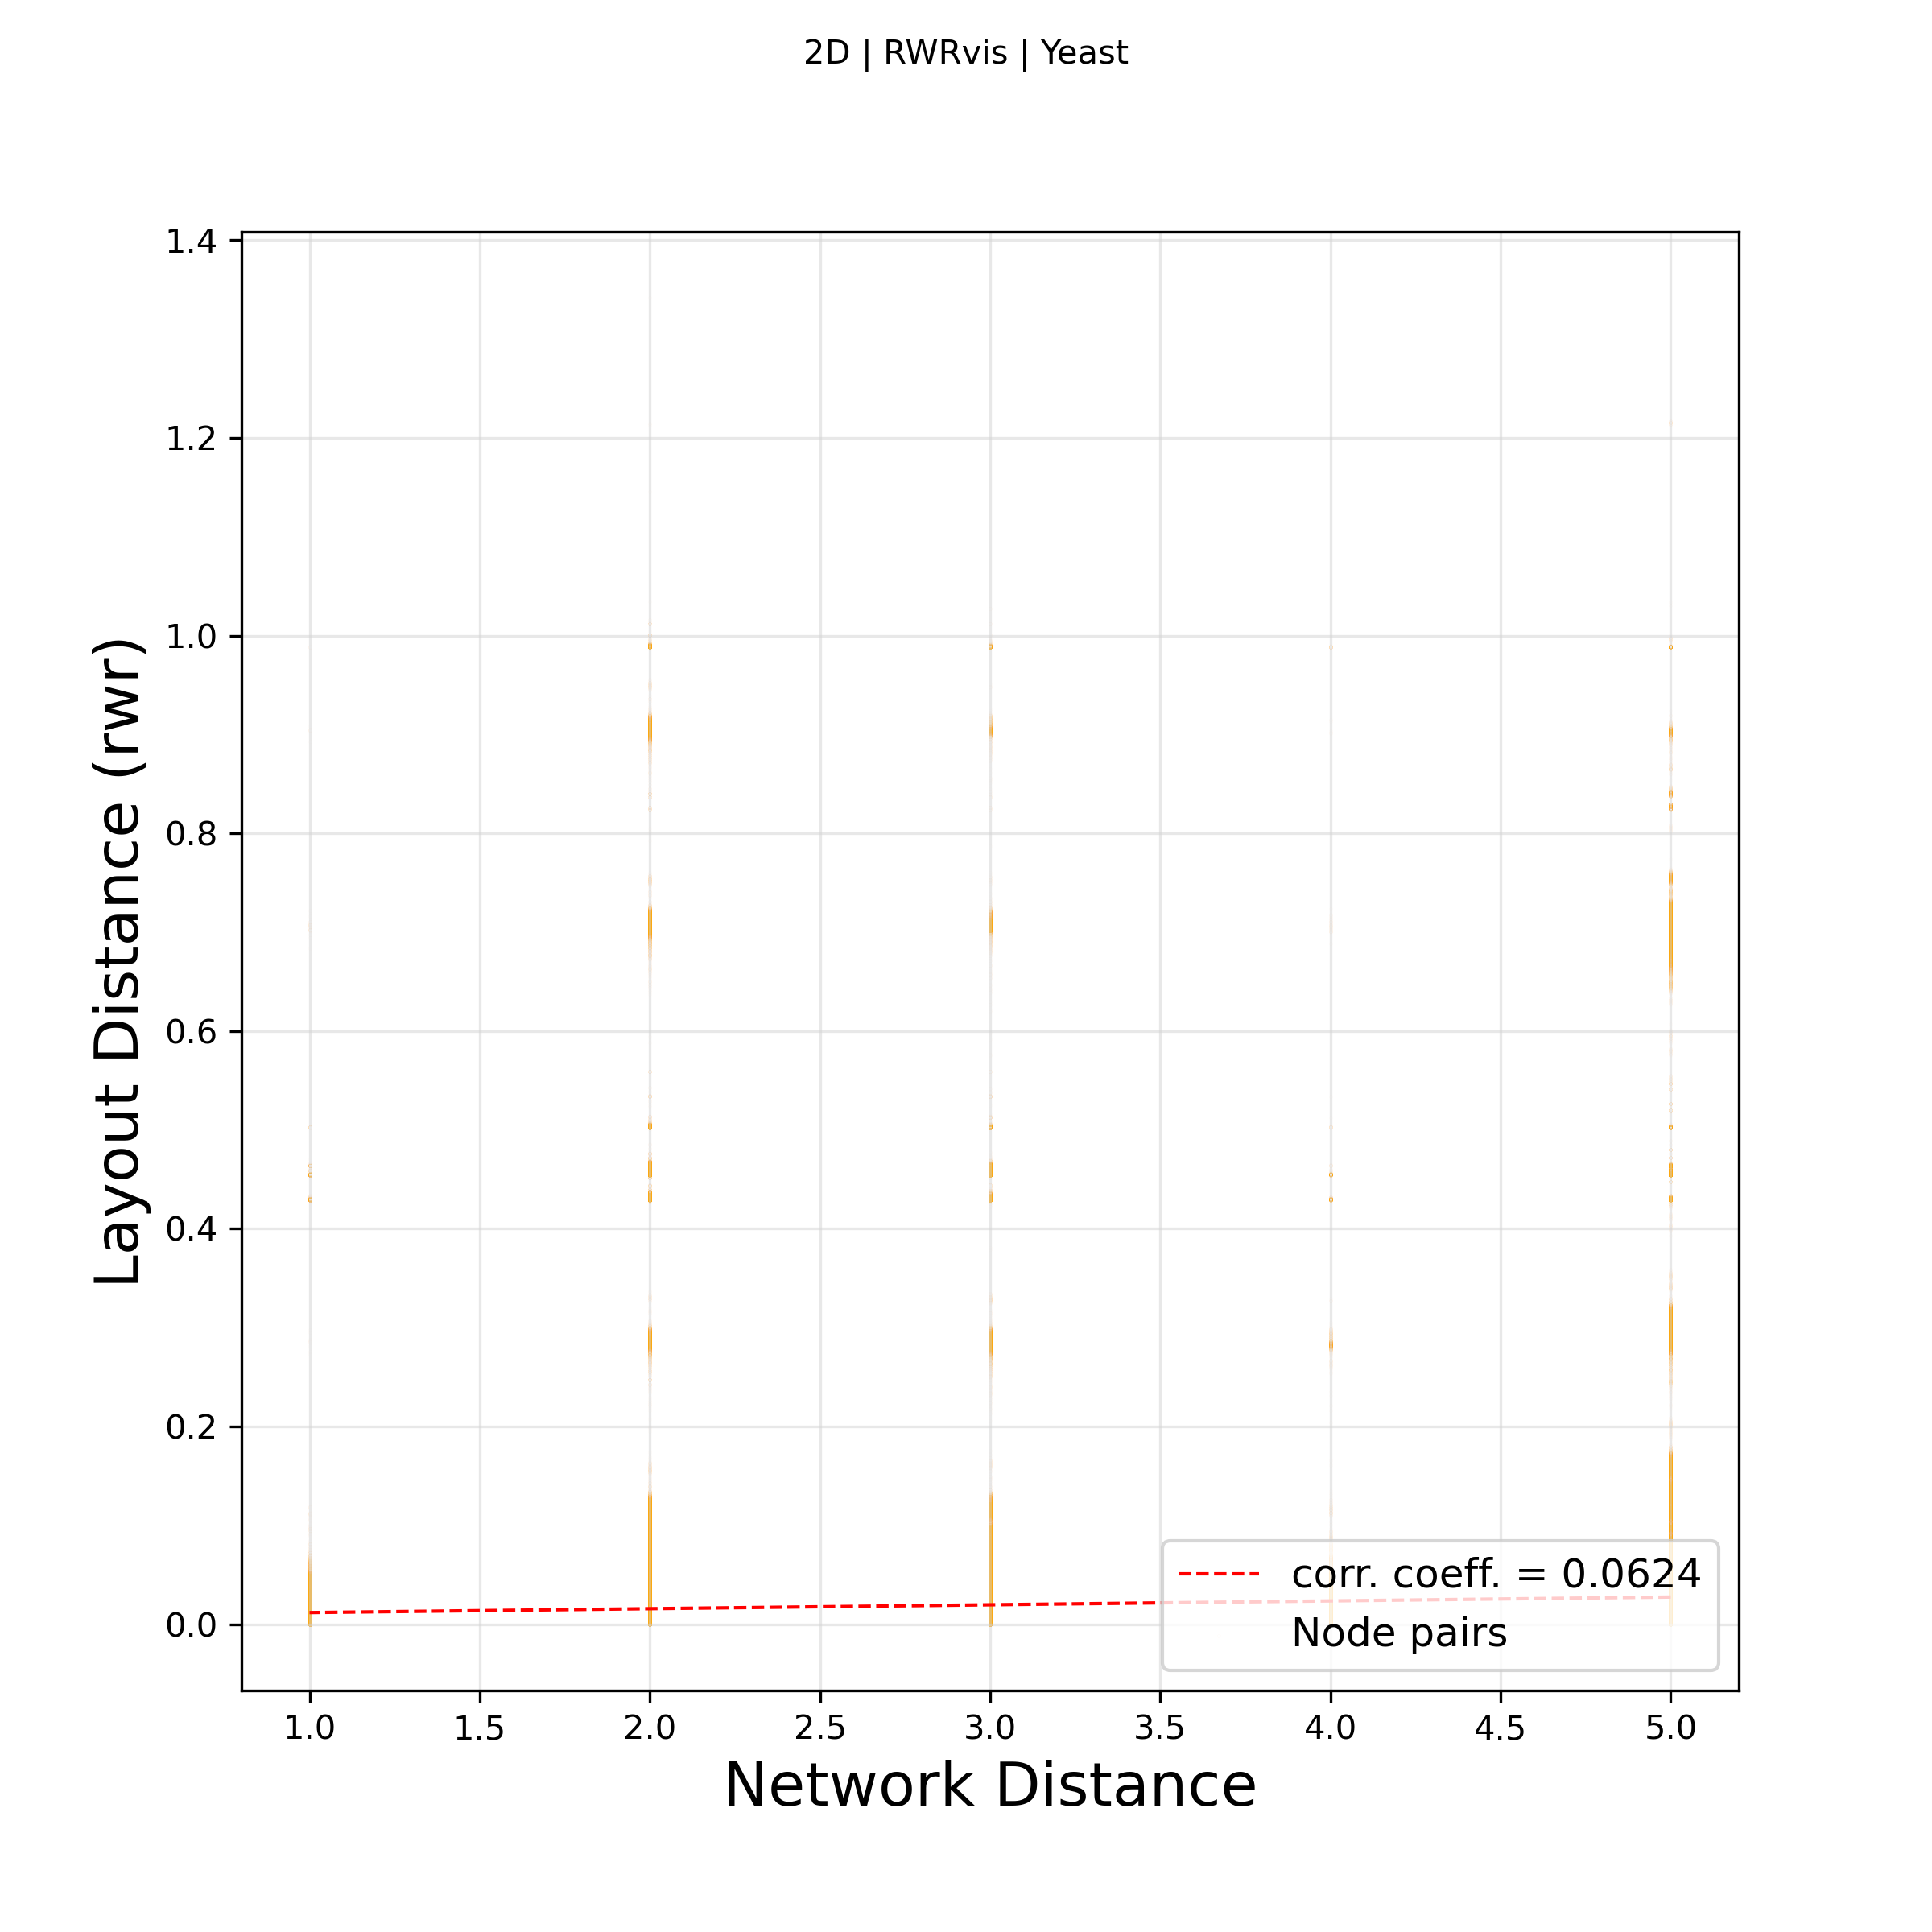 2D | RWRvis | Yeast
Layout Distance (rwr)
1.4
1.2
1.0
0.8
0.6
0.4
0.2
0.0
corr. coeff. = 0.0624
Node pairs
1.0 1.5 2.0 2.5 3.0 3.5 4.0 4.5 5.0
Network Distance